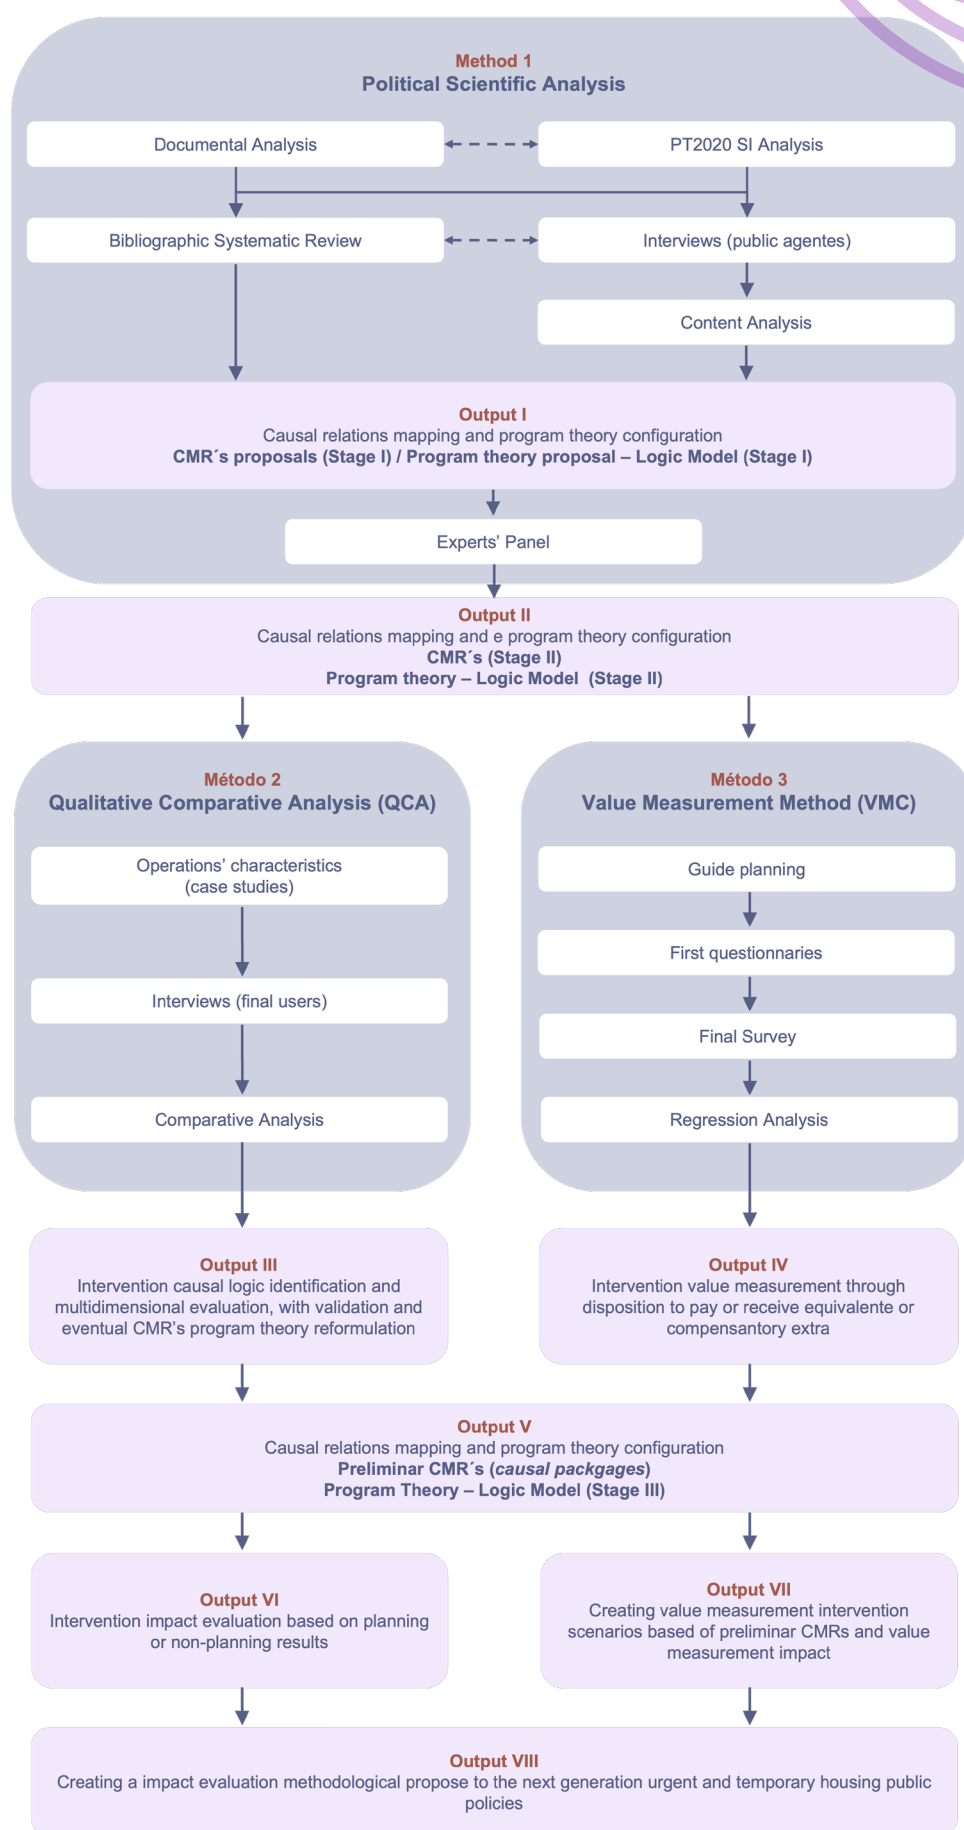 Method 1
Political Scientific Analysis
Documental Analysis
PT2020 SI Analysis
Bibliographic Systematic Review
Interviews (public agentes)
Content Analysis
Output I
Causal relations mapping and program theory configuration
CMR´s proposals (Stage I) / Program theory proposal – Logic Model (Stage I)
Experts’ Panel
Output II
Causal relations mapping and e program theory configuration
CMR´s (Stage II)
Program theory – Logic Model (Stage II)
Método 2
Qualitative Comparative Analysis (QCA)
Operations’ characteristics
(case studies)
Interviews (final users)
Comparative Analysis
Método 3
Value Measurement Method (VMC)
Guide planning
First questionnaries
Final Survey
Regression Analysis
Output III
Intervention causal logic identification and
multidimensional evaluation, with validation and
eventual CMR’s program theory reformulation
Output IV
Intervention value measurement through
disposition to pay or receive equivalente or
compensantory extra
Output V
Causal relations mapping and program theory configuration
Preliminar CMR´s (causal packgages)
Program Theory – Logic Model (Stage III)
Output VI
Intervention impact evaluation based on planning
or non-planning results
Output VII
Creating value measurement intervention
scenarios based of preliminar CMRs and value
measurement impact
Output VIII
Creating a impact evaluation methodological propose to the next generation urgent and temporary housing public
policies